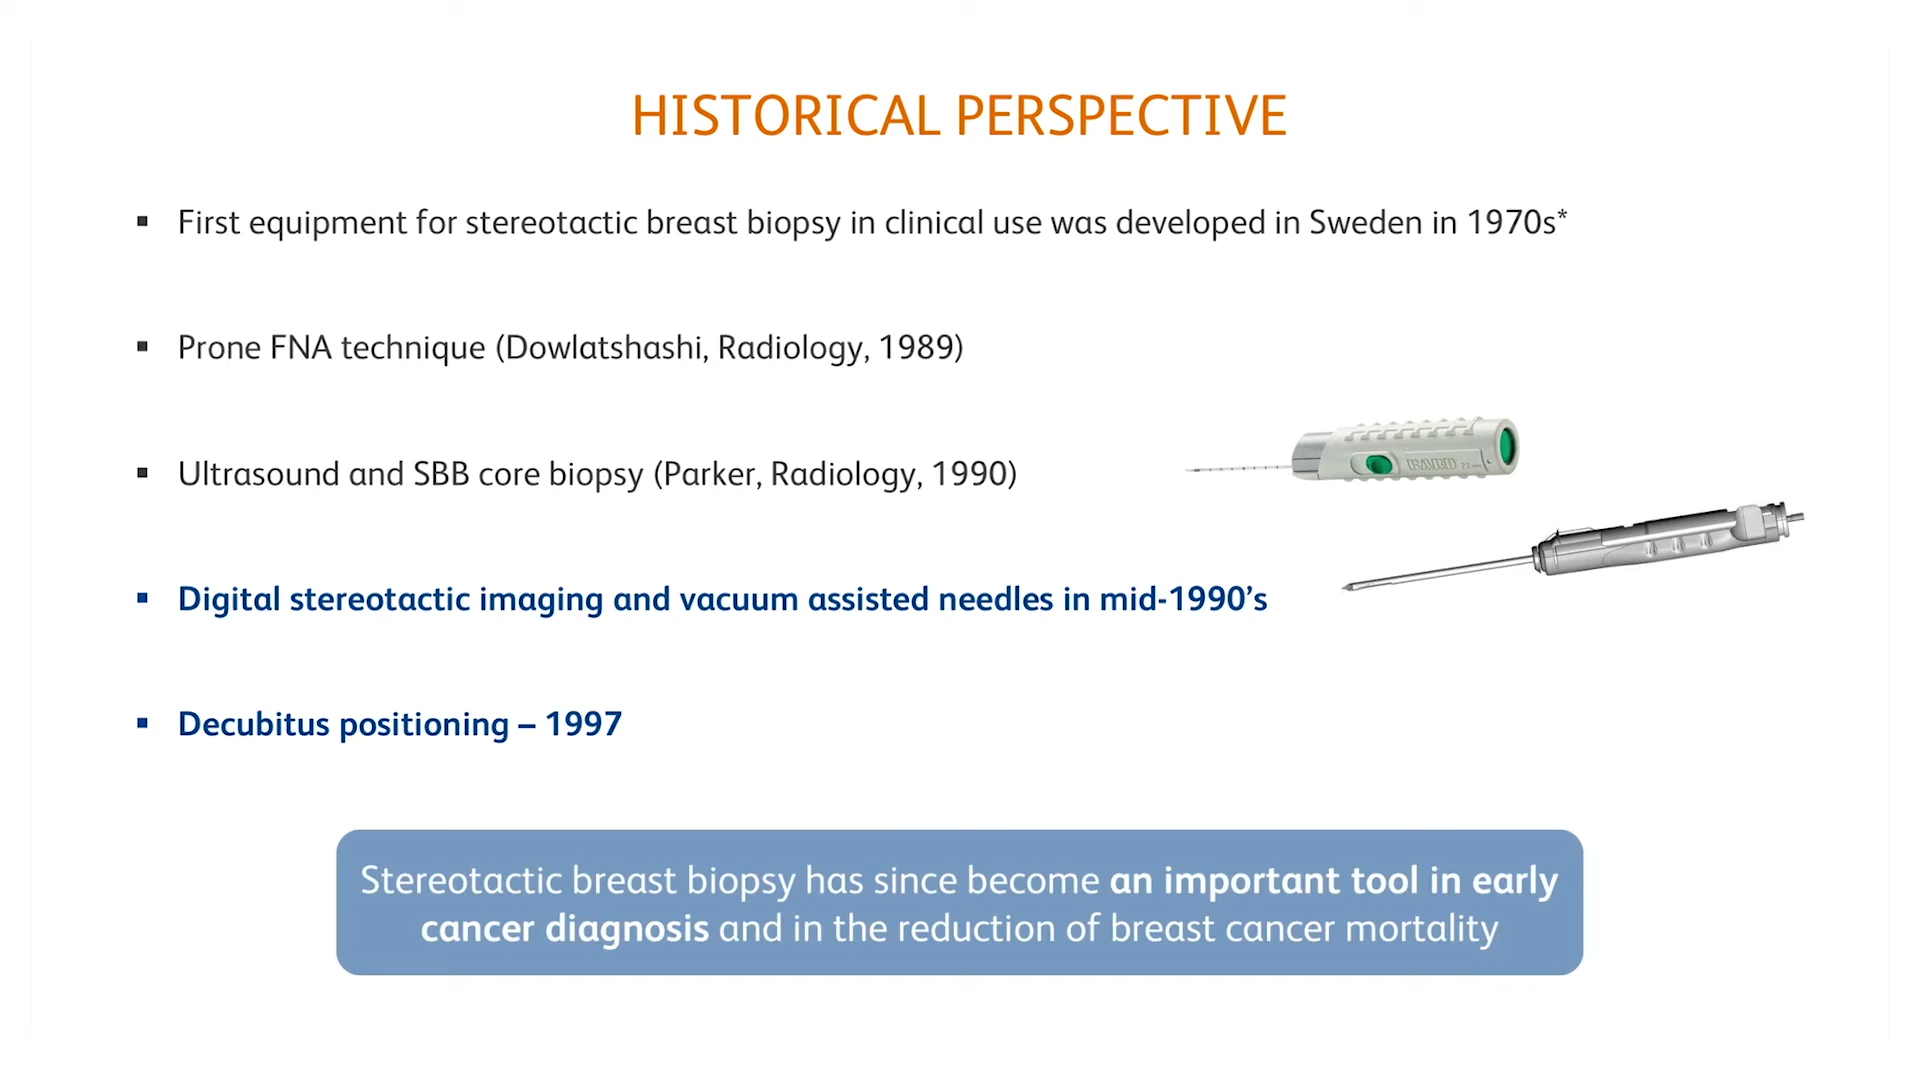 HISTORICAL PERSPECTIVE
▪ First equipment for stereotactic breast biopsy in clinical use was developed in Sweden in 1970s*
▪ Prone FNA technique (Dowlatshashi, Radiology, 1989)
▪ Ultrasound and SBB core biopsy (Parker, Radiology, 1990)
BARD
▪ Digital stereotactic imaging and vacuum assisted needles in mid-1990’s
▪ Decubitus positioning – 1997
Stereotactic breast biopsy has since become an important tool in early
cancer diagnosis and in the reduction of breast cancer mortality